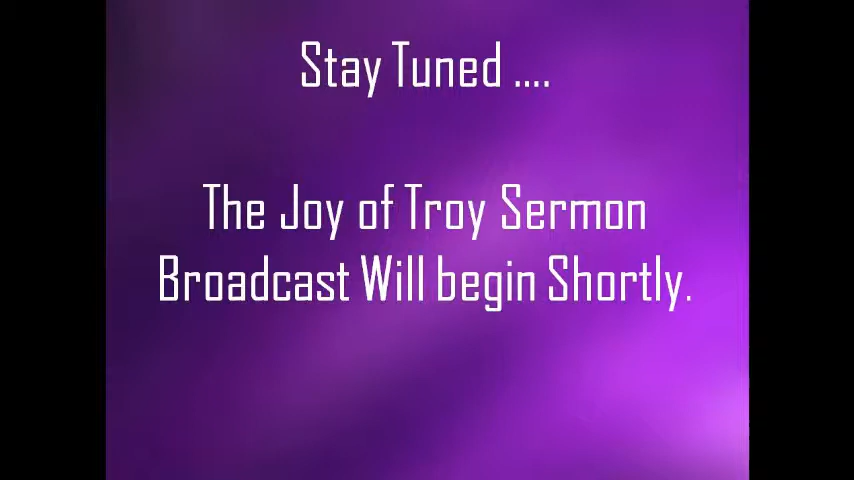 Stay Tuned ....
The Joy of Troy Sermon
Broadcast Will begin Shortly.